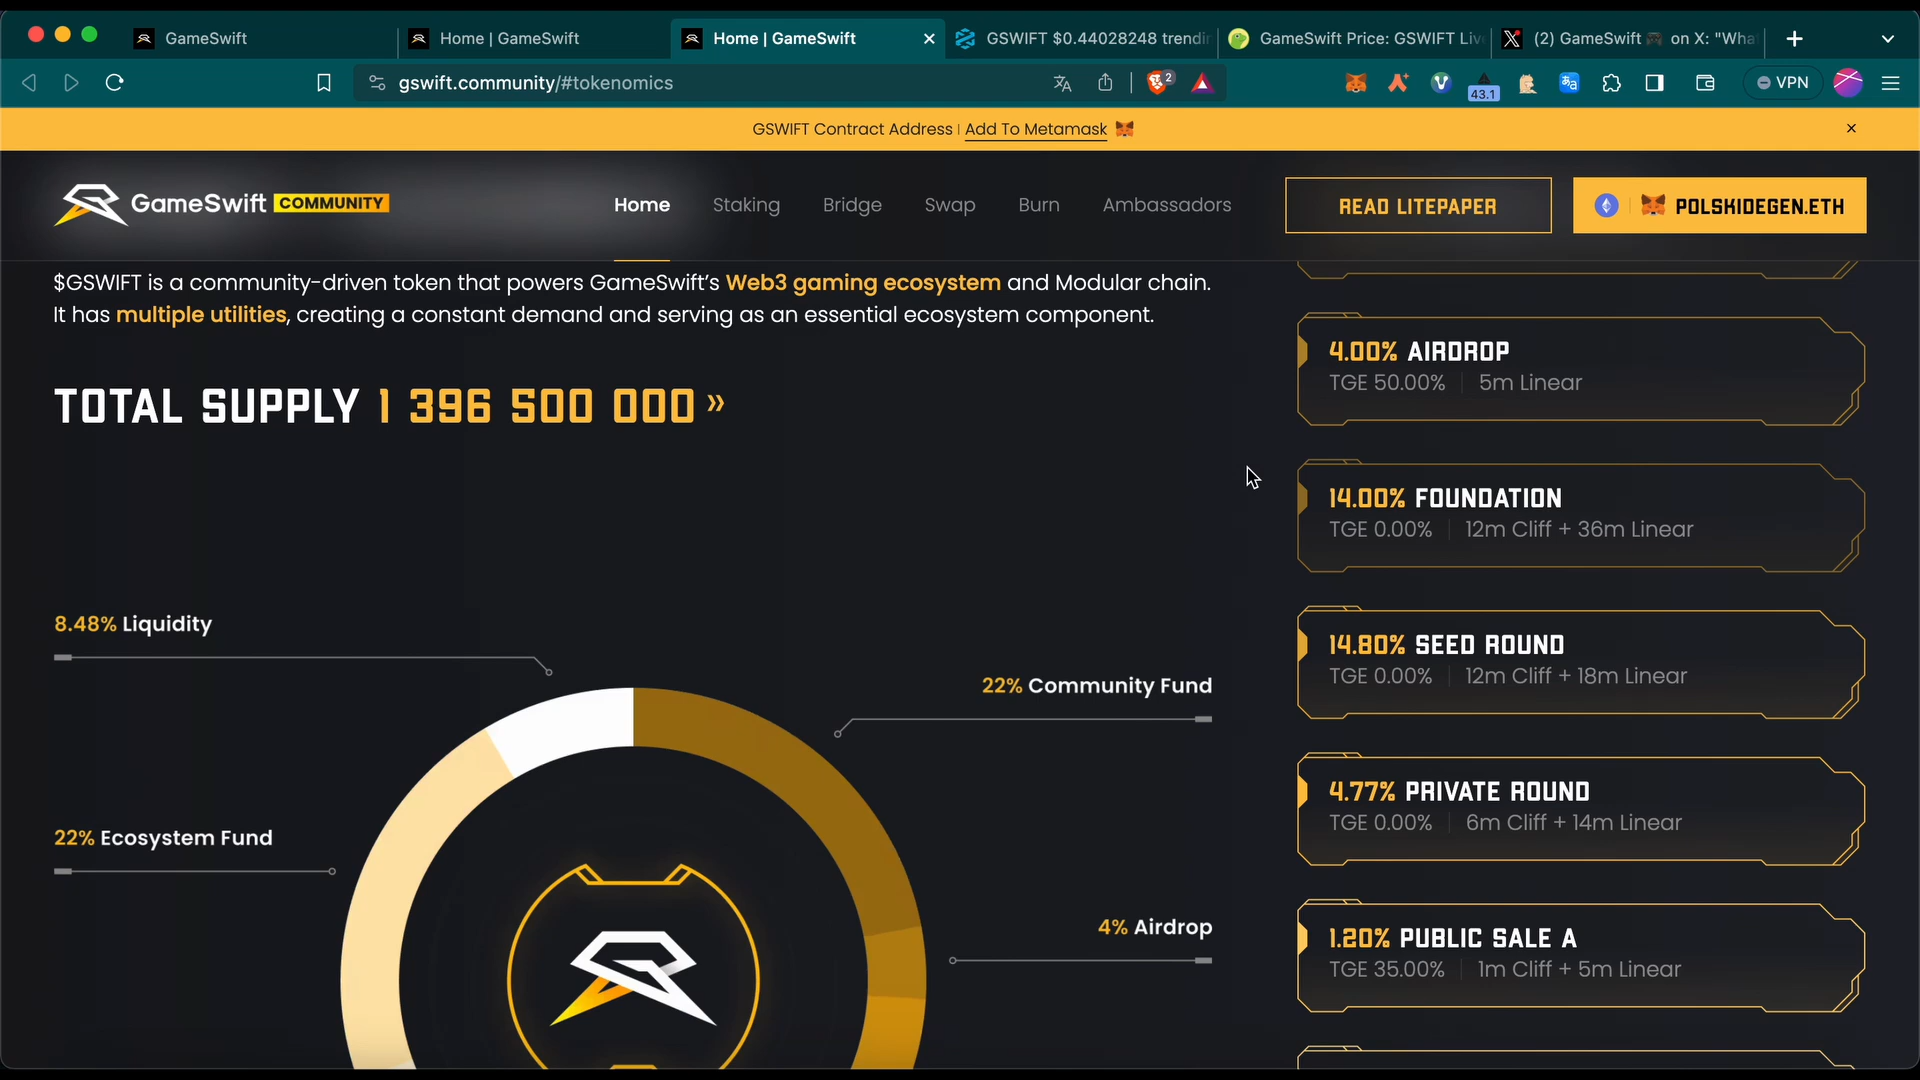 GameSwift
Home | GameSwift
Home | GameSwift
GSWIFT $0.44028248 trendin
GameSwift Price: GSWIFT Liv
(2) GameSwift 🎮 on X: "Wha
gswift.community/#tokenomics
2
43.1
VPN
GSWIFT Contract Address | Add To Metamask
GameSwift COMMUNITY
Home
Staking
Bridge
Swap
Burn
Ambassadors
READ LITEPAPER
POLSKIDEGEN.ETH
$GSWIFT is a community-driven token that powers GameSwift’s Web3 gaming ecosystem and Modular chain.
It has multiple utilities, creating a constant demand and serving as an essential ecosystem component.
TOTAL SUPPLY 1 396 500 000 »
8.48% Liquidity
22% Community Fund
22% Ecosystem Fund
4% Airdrop
4.00% AIRDROP
TGE 50.00% | 5m Linear
14.00% FOUNDATION
TGE 0.00% | 12m Cliff + 36m Linear
14.80% SEED ROUND
TGE 0.00% | 12m Cliff + 18m Linear
4.77% PRIVATE ROUND
TGE 0.00% | 6m Cliff + 14m Linear
1.20% PUBLIC SALE A
TGE 35.00% | 1m Cliff + 5m Linear